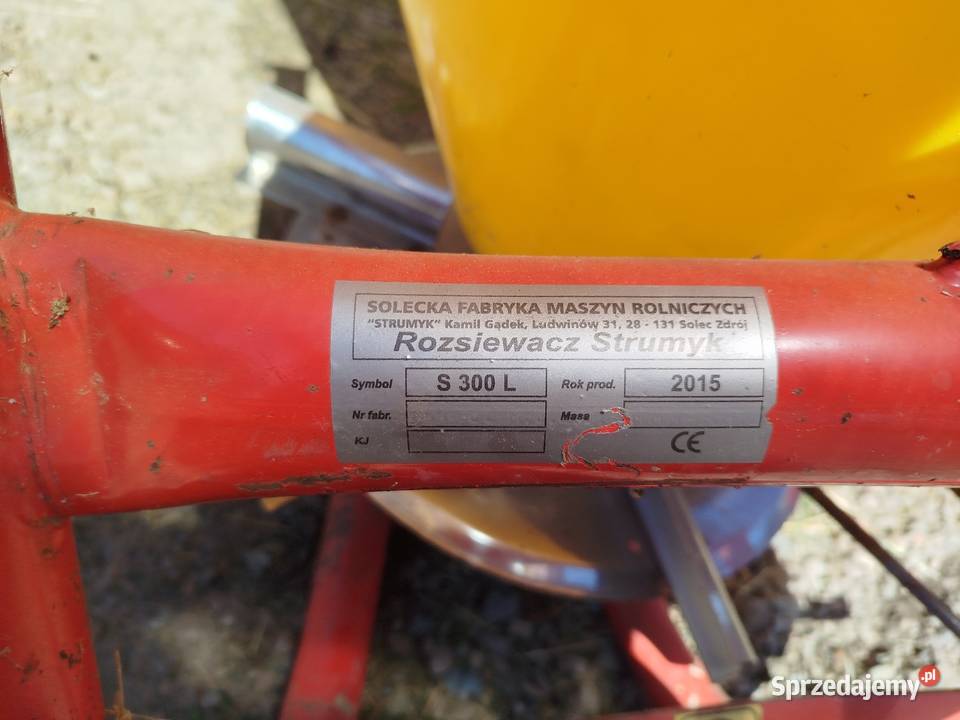 SOLECKA FABRYKA MASZYN ROLNICZYCH
"STRUMYK" Kamil Gądek, Ludwinów 31, 28 - 131 Solec Zdrój
Rozsiewacz Strumyk
Symbol S 300 L Rok prod. 2015
Nr fabr. Masa
KJ CE
Sprzedajemy.pl